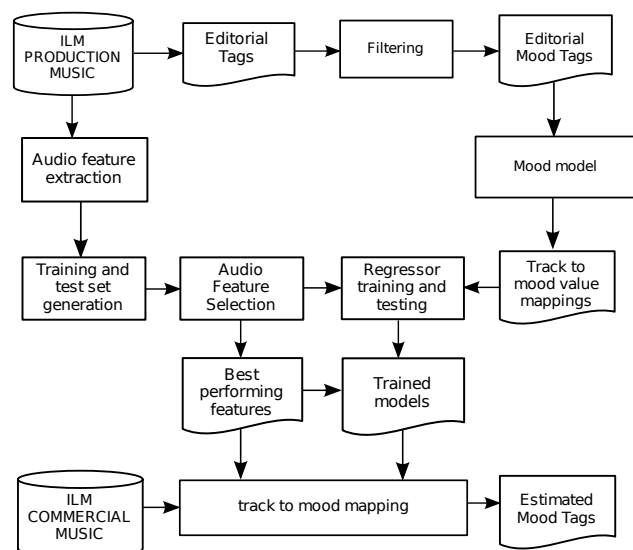 ILM
PRODUCTION
MUSIC
Editorial
Tags
Filtering
Editorial
Mood Tags
Audio feature
extraction
Mood model
Training and
test set
generation
Audio
Feature
Selection
Regressor
training and
testing
Track to
mood value
mappings
Best
performing
features
Trained
models
ILM
COMMERCIAL
MUSIC
track to mood mapping
Estimated
Mood Tags